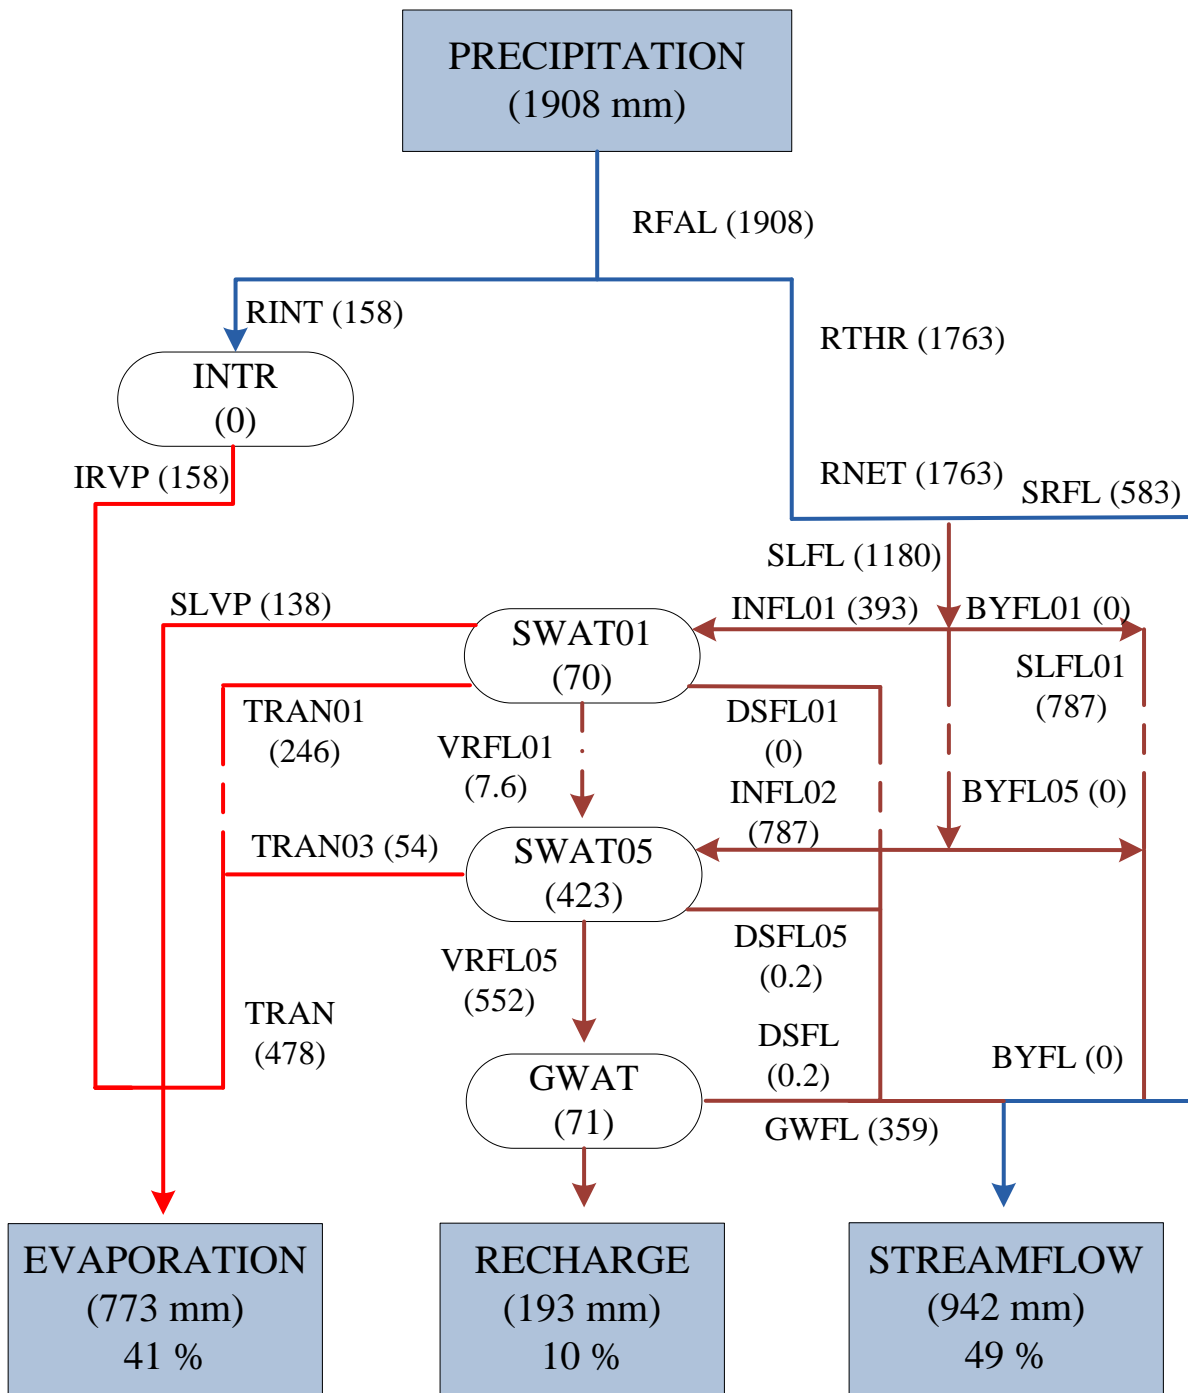 PRECIPITATION
(1908 mm)
RFAL (1908)
RINT (158)
RTHR (1763)
INTR
(0)
IRVP (158)
RNET (1763)
SRFL (583)
SLFL (1180)
SLVP (138)
INFL01 (393)
BYFL01 (0)
SWAT01
(70)
SLFL01
(787)
TRAN01
(246)
VRFL01
(7.6)
DSFL01
(0)
INFL02
(787)
BYFL05 (0)
TRAN03 (54)
SWAT05
(423)
VRFL05
(552)
DSFL05
(0.2)
TRAN
(478)
DSFL
(0.2)
BYFL (0)
GWAT
(71)
GWFL (359)
EVAPORATION
(773 mm)
41 %
RECHARGE
(193 mm)
10 %
STREAMFLOW
(942 mm)
49 %